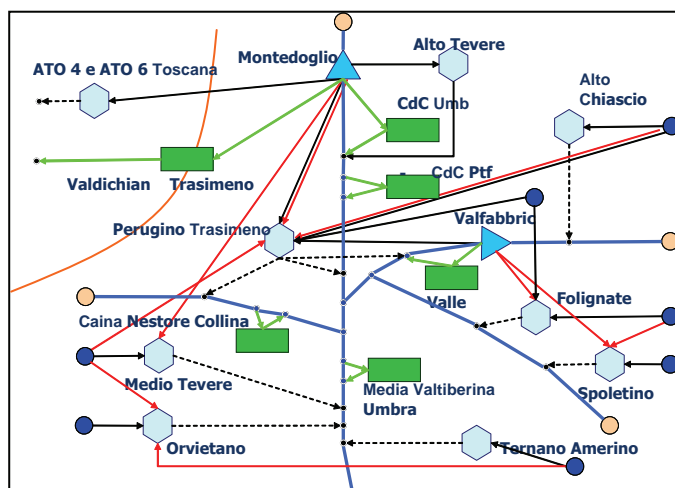 Montedoglio
Alto Tevere
ATO 4 e ATO 6 Toscana
Alto
Chiascio
CdC Umb
CdC Ptf
Valdichian
Trasimeno
Perugino Trasimeno
Valfabbric
Valle
Folignate
Caina Nestore Collina
Medio Tevere
Media Valtiberina
Umbra
Spoletino
Orvietano
Ternano Amerino